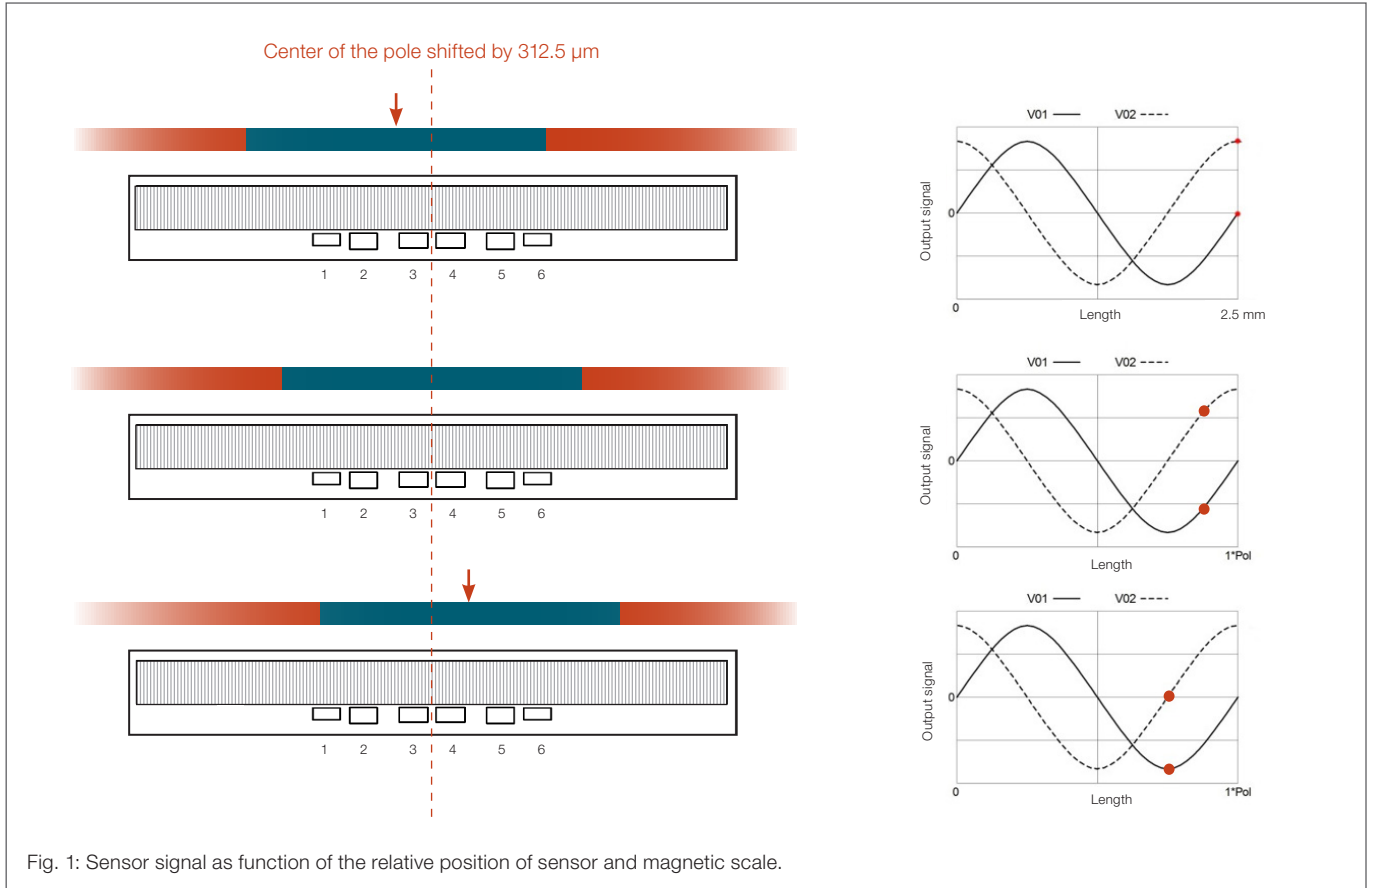 Center of the pole shifted by 312.5 µm
1 2 3 4 5 6
V01 V02
Output signal
0
0
Length
2.5 mm
1 2 3 4 5 6
V01 V02
Output signal
0
0
Length
1*Pol
1 2 3 4 5 6
V01 V02
Output signal
0
0
Length
1*Pol
Fig. 1: Sensor signal as function of the relative position of sensor and magnetic scale.